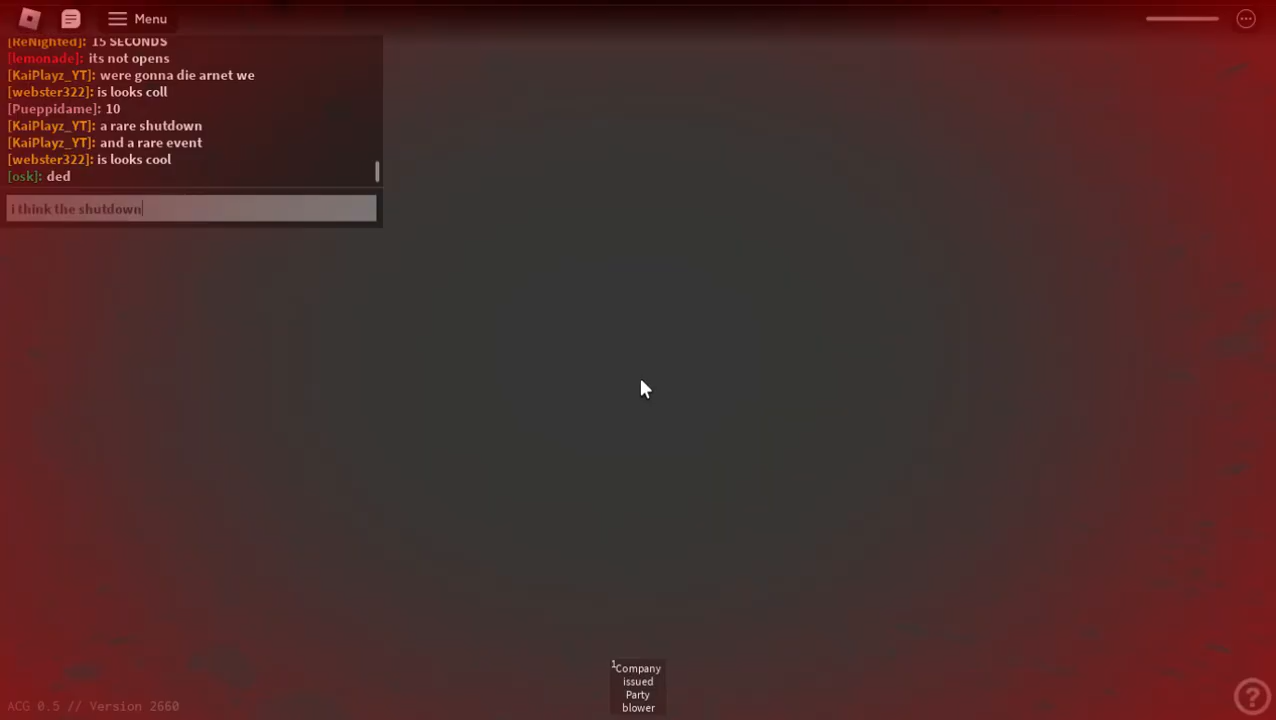 Menu
[ReNighted]: 15 SECONDS
[lemonade]: its not opens
[KaiPlayz_YT]: were gonna die arnet we
[webster322]: is looks coll
[Pueppidame]: 10
[KaiPlayz_YT]: a rare shutdown
[KaiPlayz_YT]: and a rare event
[webster322]: is looks cool
[osk]: ded
i think the shutdown
1
Company
issued
Party
blower
ACG 0.5 // Version 2660
?